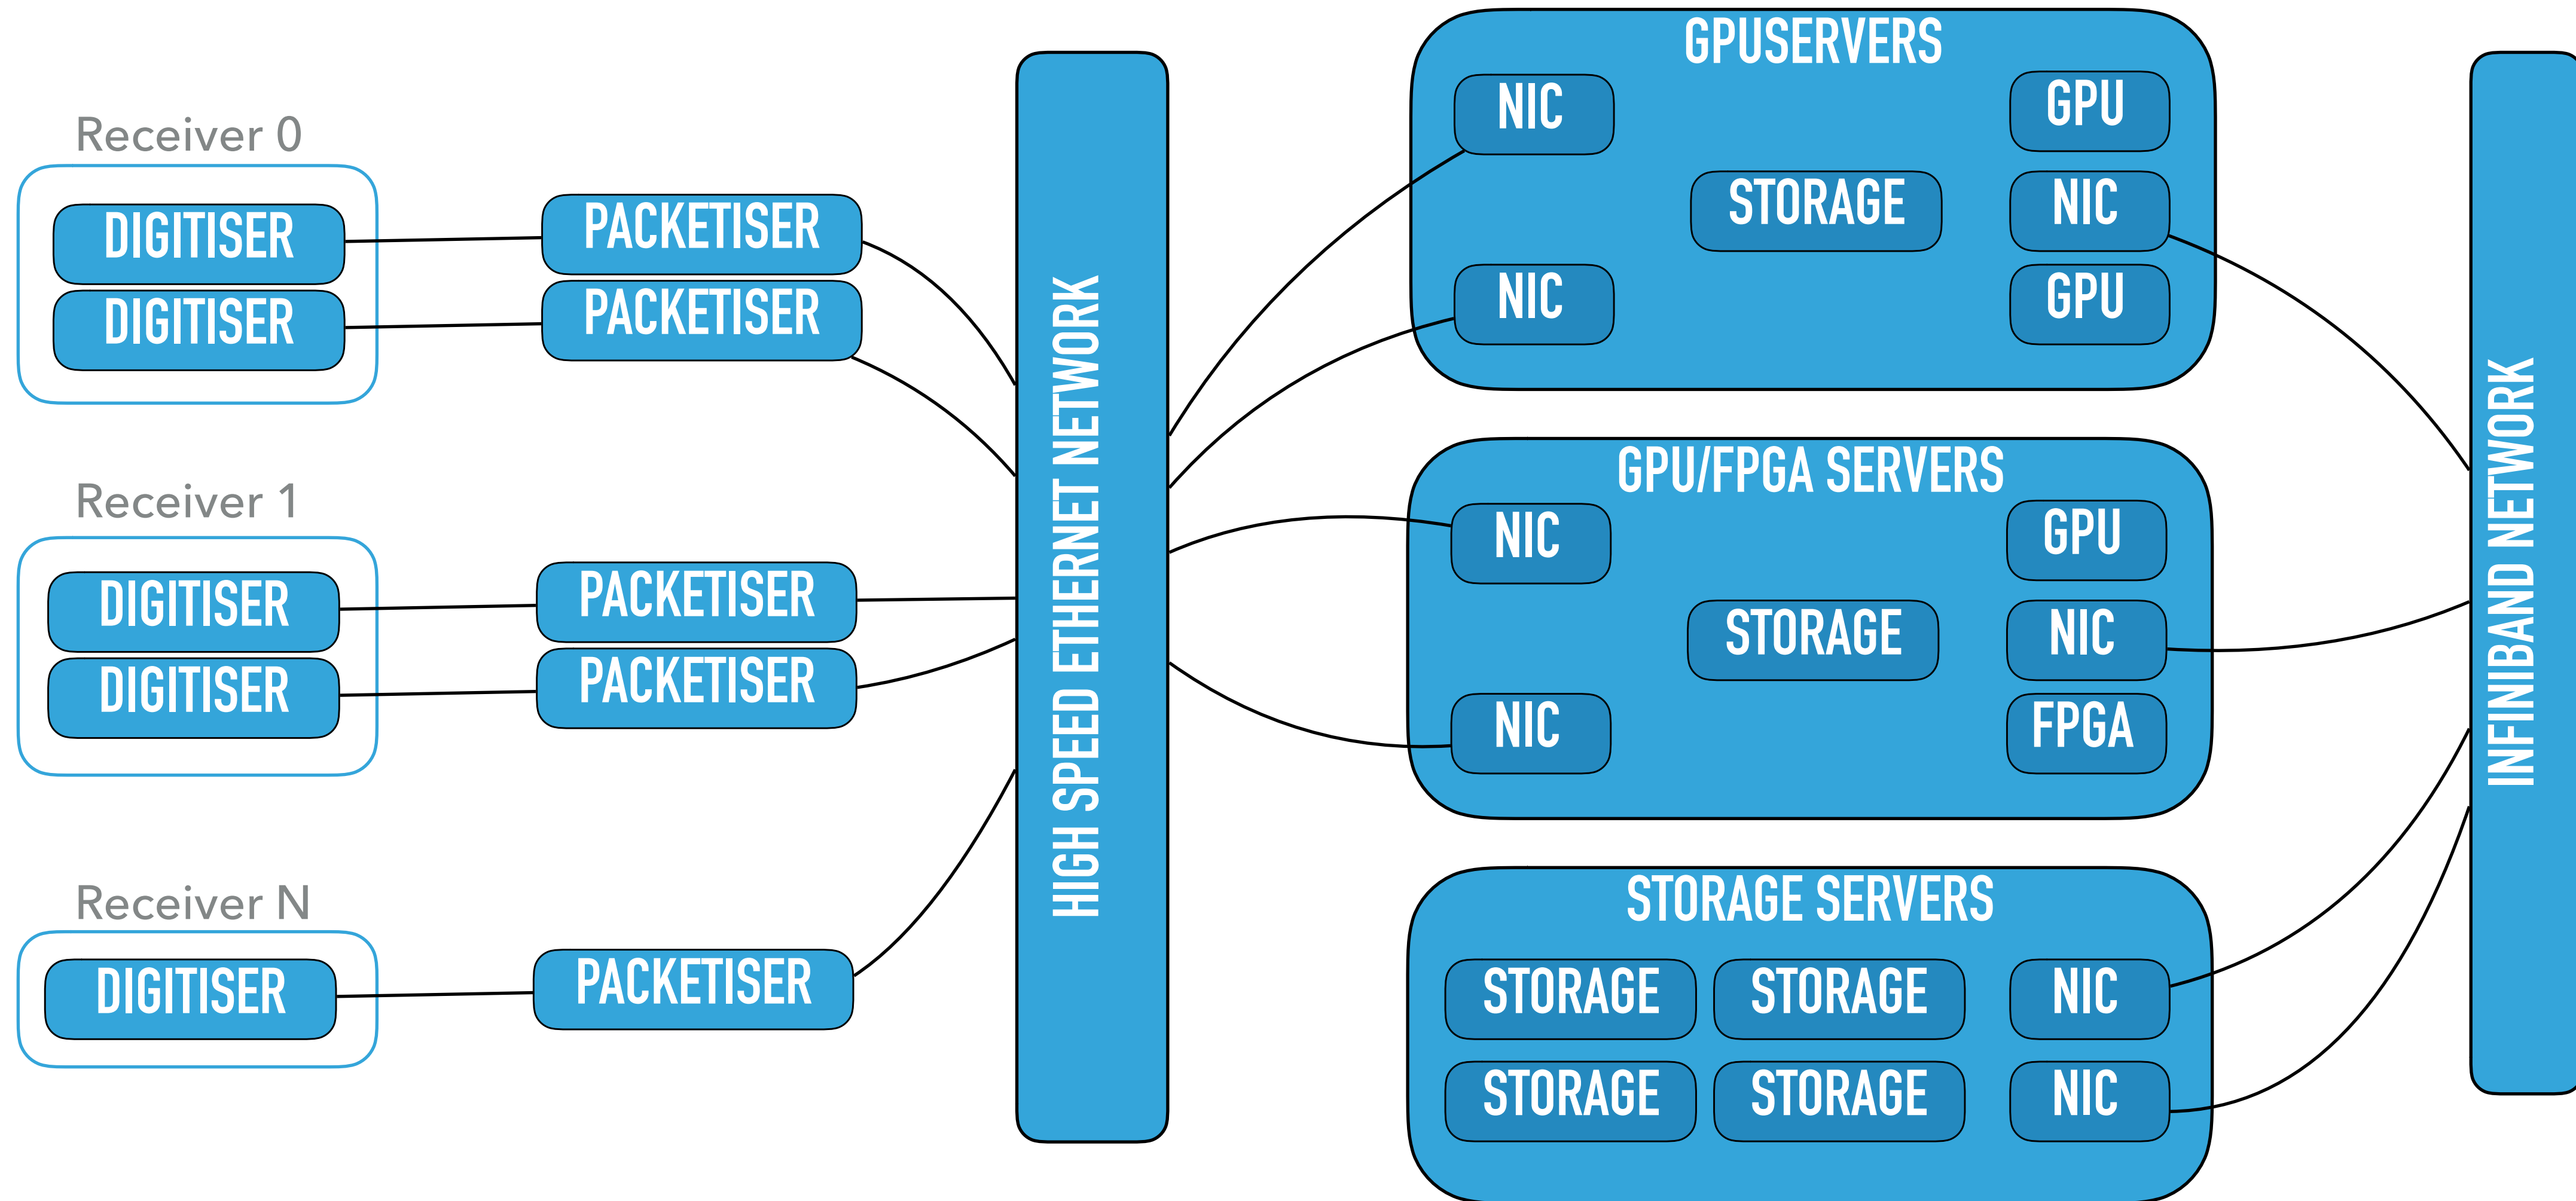 Receiver 0
DIGITISER
DIGITISER
PACKETISER
PACKETISER
Receiver 1
DIGITISER
DIGITISER
PACKETISER
PACKETISER
Receiver N
DIGITISER
PACKETISER
HIGH SPEED ETHERNET NETWORK
GPUSERVERS
NIC
GPU
STORAGE
NIC
NIC
GPU
GPU/FPGA SERVERS
NIC
GPU
STORAGE
NIC
NIC
FPGA
STORAGE SERVERS
STORAGE
STORAGE
NIC
STORAGE
STORAGE
NIC
INFINIBAND NETWORK